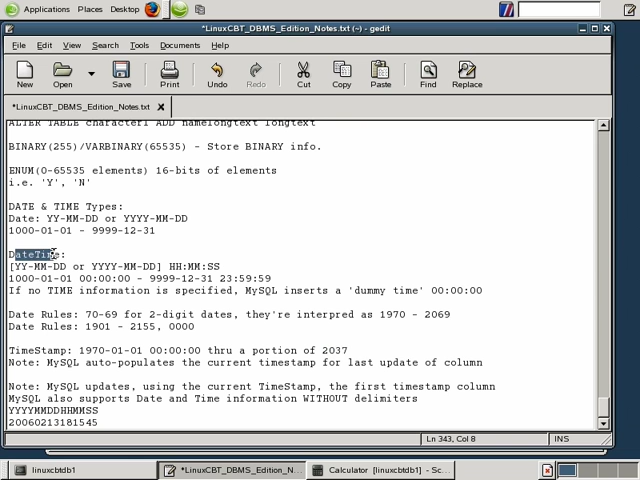 Applications Places Desktop
*LinuxCBT_DBMS_Edition_Notes.txt (~) - gedit
File Edit View Search Tools Documents Help
New Open Save Print Undo Redo Cut Copy Paste Find Replace
*LinuxCBT_DBMS_Edition_Notes.txt
ALTER TABLE character1 ADD namelongtext longtext
BINARY(255)/VARBINARY(65535) - Store BINARY info.
ENUM(0-65535 elements) 16-bits of elements
i.e. 'Y', 'N'
DATE & TIME Types:
Date: YY-MM-DD or YYYY-MM-DD
1000-01-01 - 9999-12-31
DateTime:
[YY-MM-DD or YYYY-MM-DD] HH:MM:SS
1000-01-01 00:00:00 - 9999-12-31 23:59:59
If no TIME information is specified, MySQL inserts a 'dummy time' 00:00:00
Date Rules: 70-69 for 2-digit dates, they're interpred as 1970 - 2069
Date Rules: 1901 - 2155, 0000
TimeStamp: 1970-01-01 00:00:00 thru a portion of 2037
Note: MySQL auto-populates the current timestamp for last update of column
Note: MySQL updates, using the current TimeStamp, the first timestamp column
MySQL also supports Date and Time information WITHOUT delimiters
YYYYMMDDHHMMSS
20060213181545
Ln 343, Col 8 INS
linuxcbtdb1 *LinuxCBT_DBMS_Edition_N... Calculator [linuxcbtdb1] - Sc...